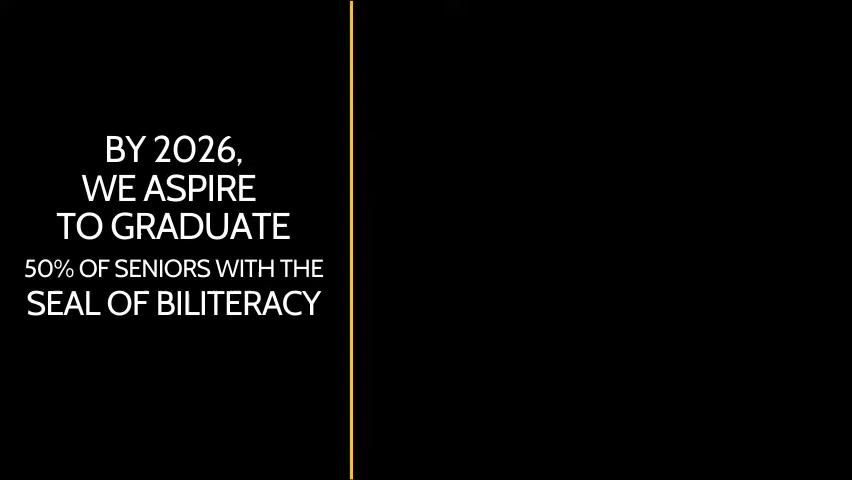 BY 2026,
WE ASPIRE
TO GRADUATE
50% OF SENIORS WITH THE
SEAL OF BILITERACY